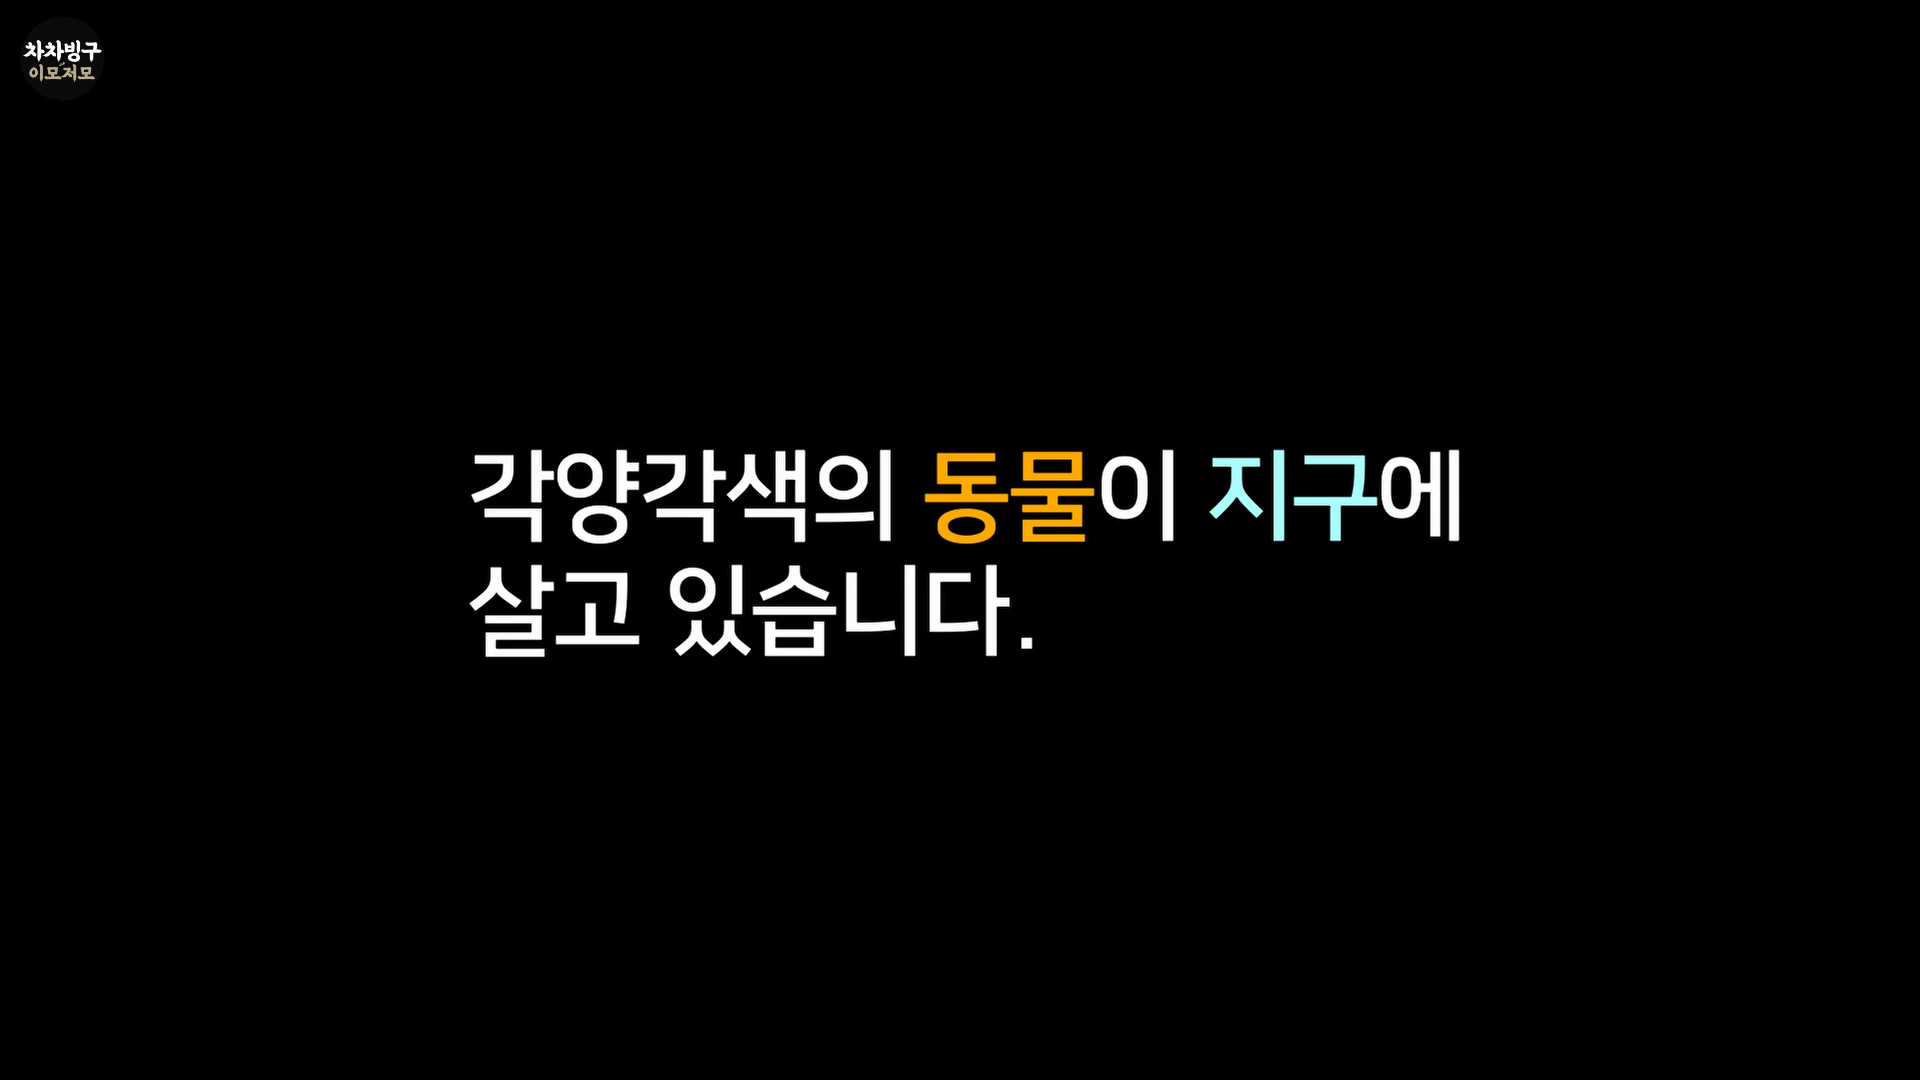 차차빙구
이모저모
각양각색의 동물이 지구에
살고 있습니다.